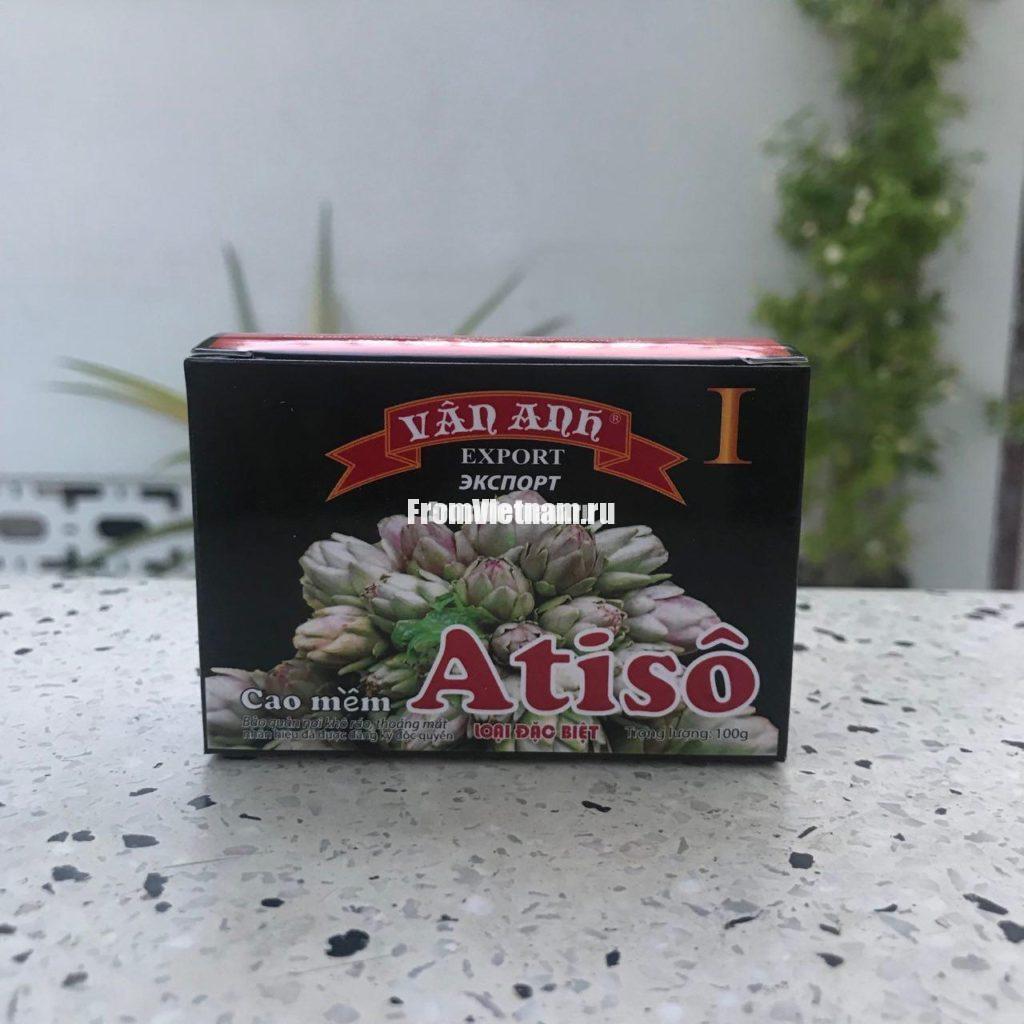 VÂN ANH®
I
EXPORT
ЭКСПОРТ
FromVietnam.ru
Atisô
Cao mềm
Bảo quản nơi khô ráo, thoáng mát
Nhãn hiệu đã được đăng ký độc quyền
LOẠI ĐẶC BIỆT
Trọng lượng: 100g